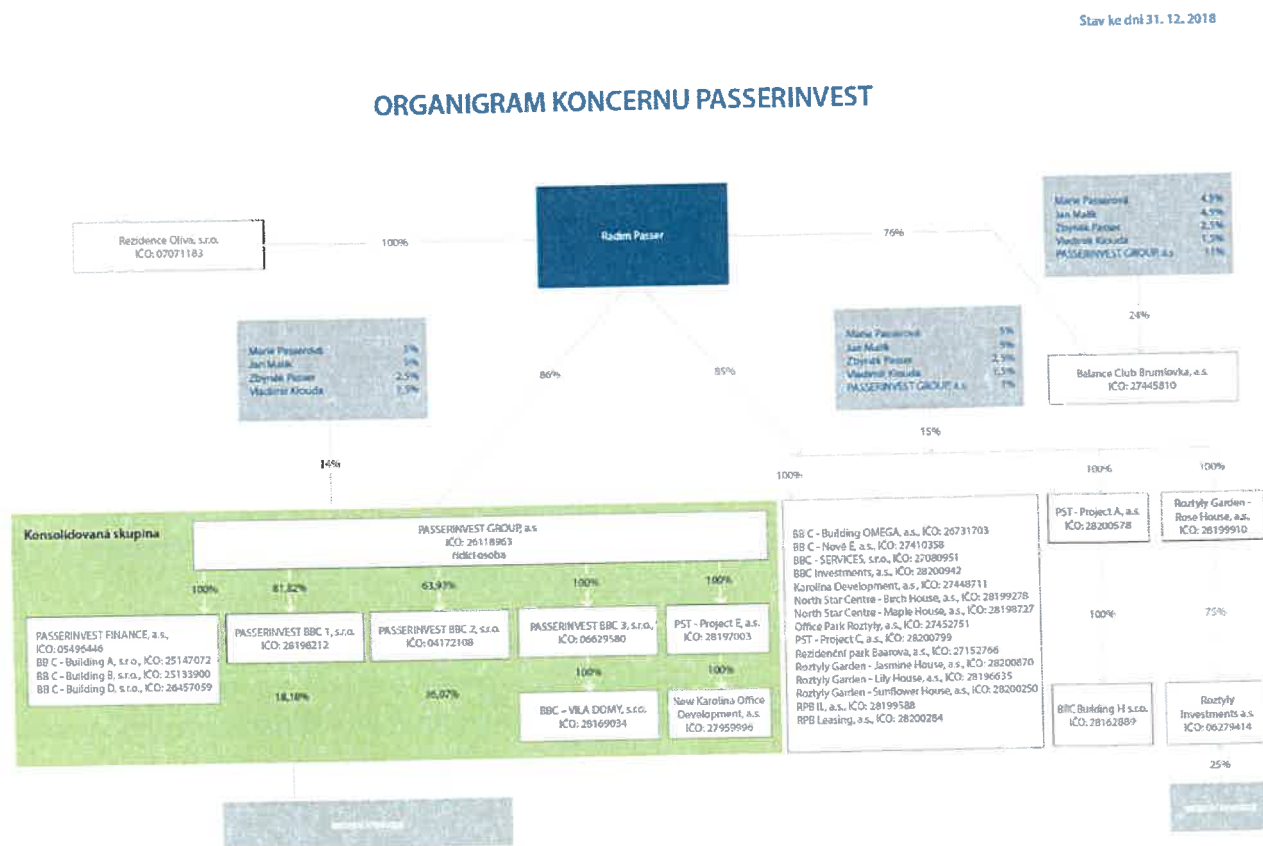 Stav ke dni 31. 12. 2018
ORGANIGRAM KONCERNU PASSERINVEST
Rezidence Oliva, s.r.o.
IČO: 07071183
100%
Radim Passer
76%
Marie Passerová 4,5%
Jan Malík 4,5%
Zbyněk Passer 2,5%
Vladimír Klouda 1,5%
PASSERINVEST GROUP, a.s. 11%
24%
Balance Club Brumlovka, a.s.
IČO: 27445810
Marie Passerová 5%
Jan Malík 5%
Zbyněk Passer 2,5%
Vladimír Klouda 1,5%
14%
86%
85%
Marie Passerová 5%
Jan Malík 5%
Zbyněk Passer 2,5%
Vladimír Klouda 1,5%
PASSERINVEST GROUP, a.s. 1%
15%
100%
100%
100%
Konsolidovaná skupina
PASSERINVEST GROUP, a.s
IČO: 26118963
řídící osoba
100%
81,82%
63,93%
100%
100%
PASSERINVEST FINANCE, a.s.,
IČO: 05496446
BB C - Building A, s.r.o., IČO: 25147072
BB C - Building B, s.r.o., IČO: 25133900
BB C - Building D, s.r.o., IČO: 26457059
PASSERINVEST BBC 1, s.r.o.
IČO: 28196212
18,18%
PASSERINVEST BBC 2, s.r.o.
IČO: 04172108
36,07%
PASSERINVEST BBC 3, s.r.o.,
IČO: 06629580
100%
BBC – VILA DOMY, s.r.o.
IČO: 28169034
PST - Project E, a.s.
IČO: 28197003
100%
New Karolina Office
Development, a.s.
IČO: 27959996
BB C - Building OMEGA, a.s., IČO: 26731703
BB C - Nové E, a.s., IČO: 27410358
BBC - SERVICES, s.r.o., IČO: 27080951
BBC Investments, a.s., IČO: 28200942
Karolina Development, a.s., IČO: 27448711
North Star Centre - Birch House, a.s., IČO: 28199278
North Star Centre - Maple House, a.s., IČO: 28198727
Office Park Roztyly, a.s., IČO: 27452751
PST - Project C, a.s., IČO: 28200799
Rezidenční park Baarova, a.s., IČO: 27152766
Roztyly Garden - Jasmine House, a.s., IČO: 28200870
Roztyly Garden - Lily House, a.s., IČO: 28196635
Roztyly Garden - Sunflower House, a.s., IČO: 28200250
RPB II., a.s., IČO: 28199588
RPB Leasing, a.s., IČO: 28200284
PST - Project A, a.s.
IČO: 28200578
100%
BBC Building H s.r.o.
IČO: 28162889
Roztyly Garden -
Rose House, a.s.,
IČO: 28199910
75%
Roztyly
Investments a.s.
IČO: 06279414
25%